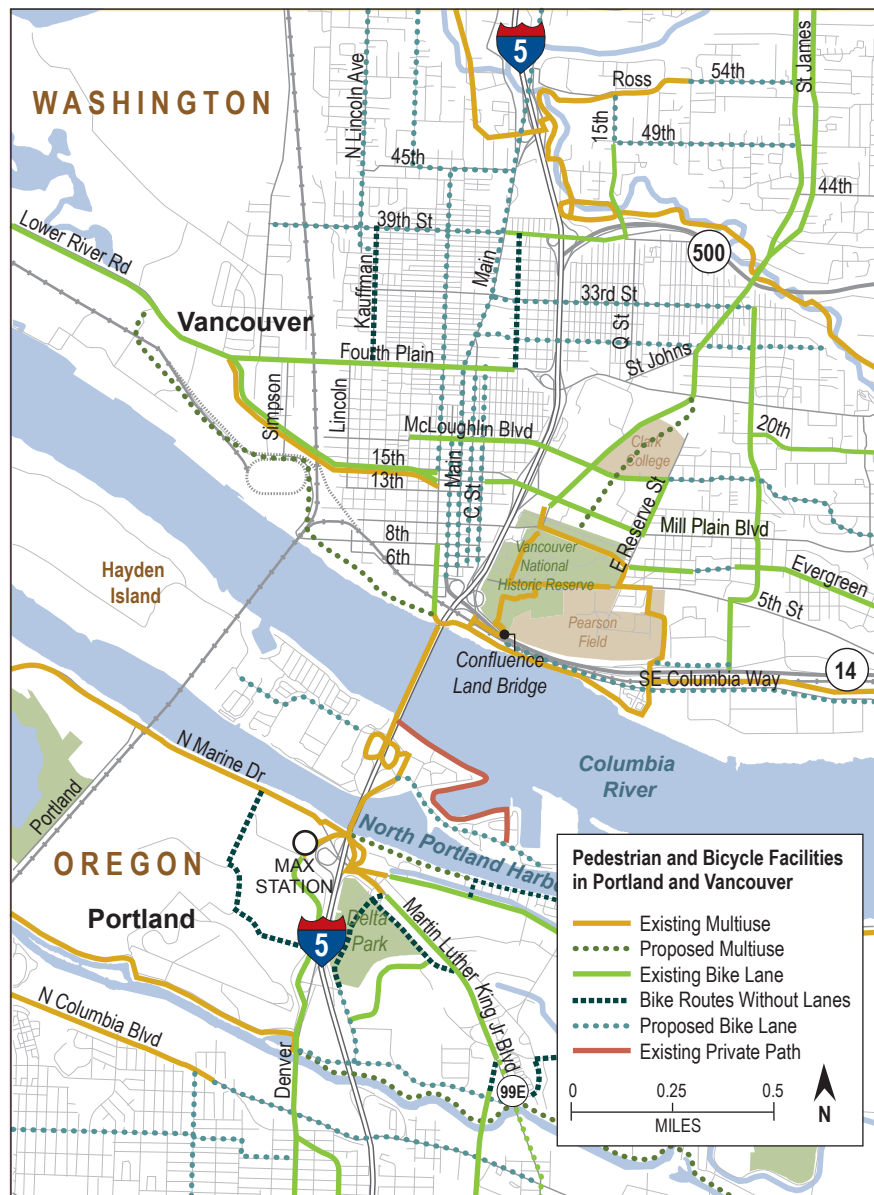 5
Ross
54th
St James
WASHINGTON
N Lincoln Ave
15th
49th
45th
44th
39th St
Lower River Rd
Main
500
Kauffman
33rd St
Vancouver
Q St
Fourth Plain
St Johns
Simpson
Lincoln
McLoughlin Blvd
20th
Clark
College
15th
Main
13th
C St
E Reserve St
Mill Plain Blvd
8th
6th
Vancouver
National
Historic Reserve
Evergreen
Hayden
Island
5th St
Pearson
Field
Confluence
Land Bridge
SE Columbia Way
14
N Marine Dr
Columbia
River
Portland
North Portland Harbo
OREGON
MAX
STATION
Portland
Delta
Park
5
Martin Luther King Jr Blvd
N Columbia Blvd
Denver
99E
Pedestrian and Bicycle Facilities
in Portland and Vancouver
Existing Multiuse
Proposed Multiuse
Existing Bike Lane
Bike Routes Without Lanes
Proposed Bike Lane
Existing Private Path
0 0.25 0.5
MILES
N